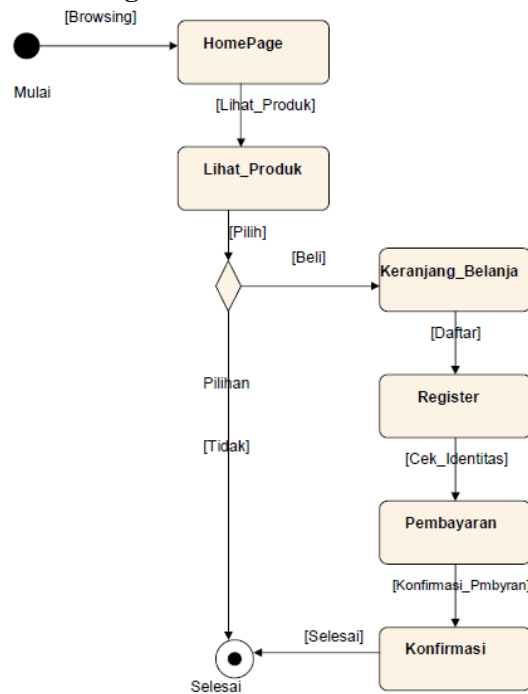 [Browsing]
HomePage
Mulai
[Lihat_Produk]
Lihat_Produk
[Pilih]
[Beli]
Keranjang_Belanja
[Daftar]
Pilihan
Register
[Tidak]
[Cek_Identitas]
Pembayaran
[Konfirmasi_Pmbyran]
[Selesai]
Konfirmasi
Selesai